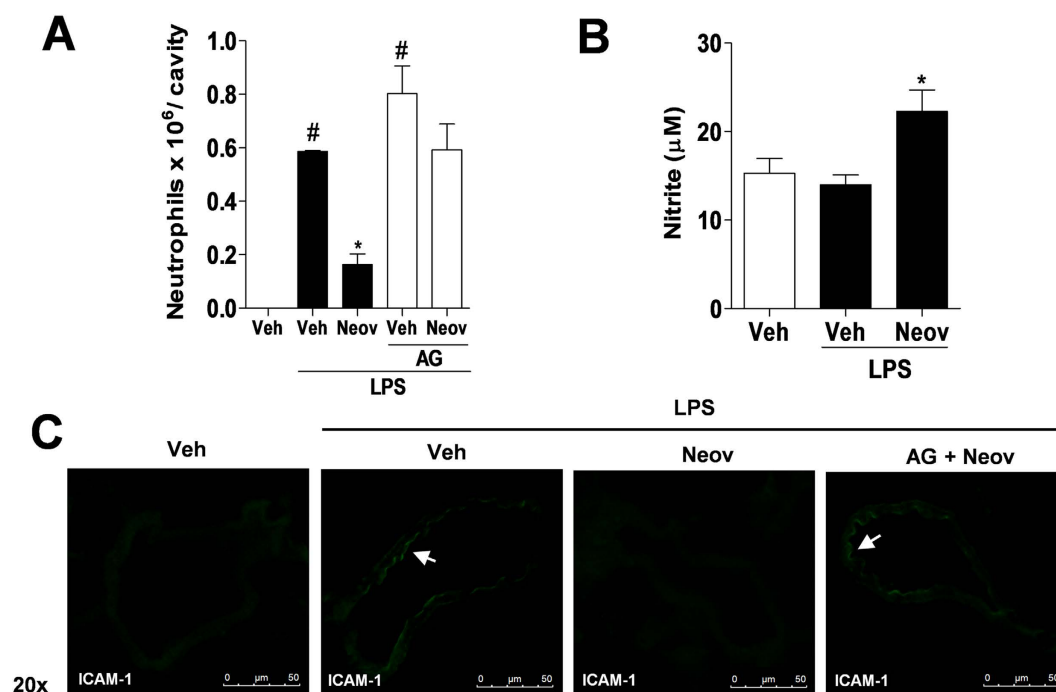 A
Neutrophils x 10⁶/ cavity
1.0
0.8
0.6
0.4
0.2
0.0
#
*
#
Veh Veh Neov Veh Neov
AG
LPS
B
Nitrite (μM)
30
20
10
0
*
Veh Veh Neov
LPS
C
LPS
Veh Veh Neov AG + Neov
0 μm 50 0 μm 50 0 μm 50 0 μm 50
20x ICAM-1 ICAM-1 ICAM-1 ICAM-1